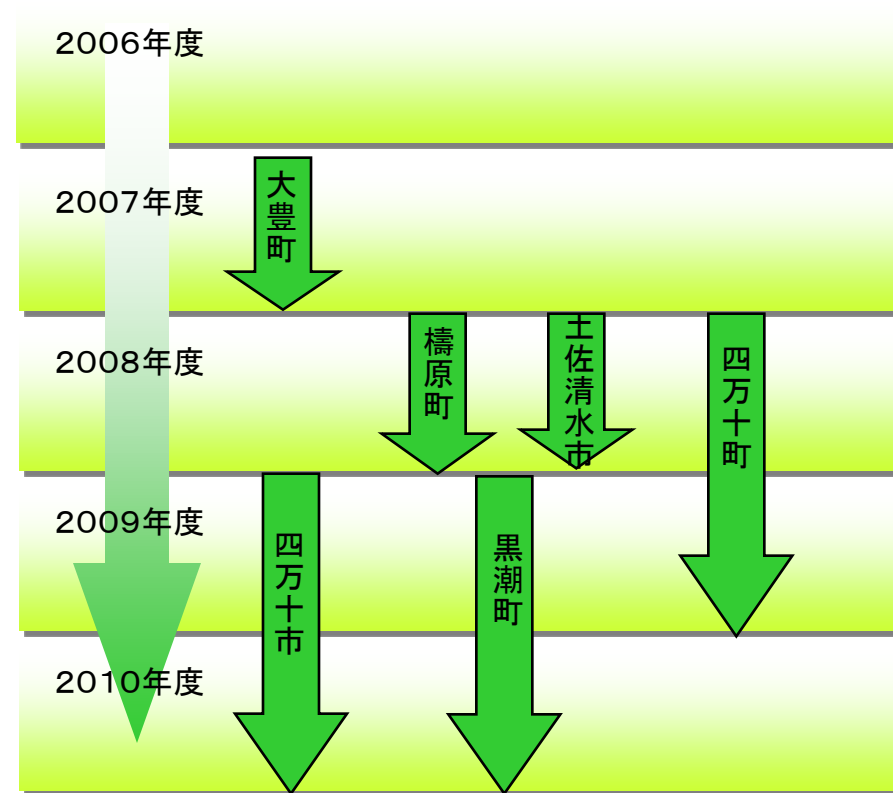 ２００６年度
２００７年度
大豊町
２００８年度
檮原町
土佐清水市
四万十町
２００９年度
四万十市
黒潮町
２０１０年度